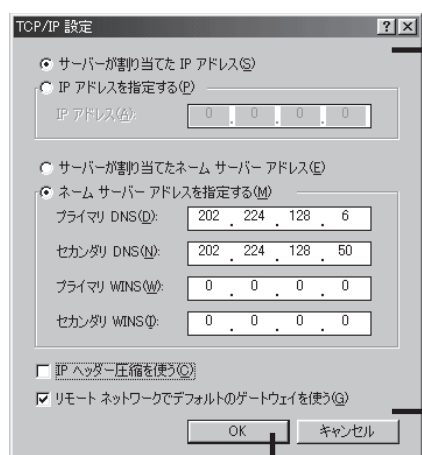 TCP/IP 設定
サーバーが割り当てた IP アドレス(S)
IP アドレスを指定する(P)
IP アドレス(A): 0 . 0 . 0 . 0
サーバーが割り当てたネーム サーバー アドレス(E)
ネーム サーバー アドレスを指定する(M)
プライマリ DNS(D): 202 . 224 . 128 . 6
セカンダリ DNS(N): 202 . 224 . 128 . 50
プライマリ WINS(W): 0 . 0 . 0 . 0
セカンダリ WINS(I): 0 . 0 . 0 . 0
IP ヘッダー圧縮を使う(C)
リモート ネットワークでデフォルトのゲートウェイを使う(G)
OK キャンセル